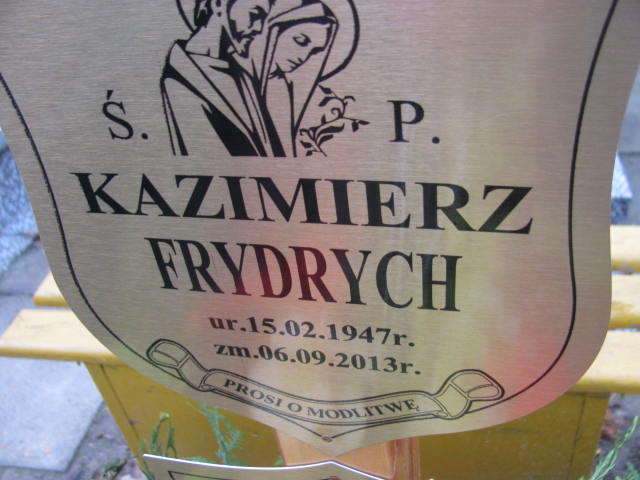 Ś. P.
KAZIMIERZ
FRYDRYCH
ur.15.02.1947r.
zm.06.09.2013r.
PROSI O MODLITWĘ